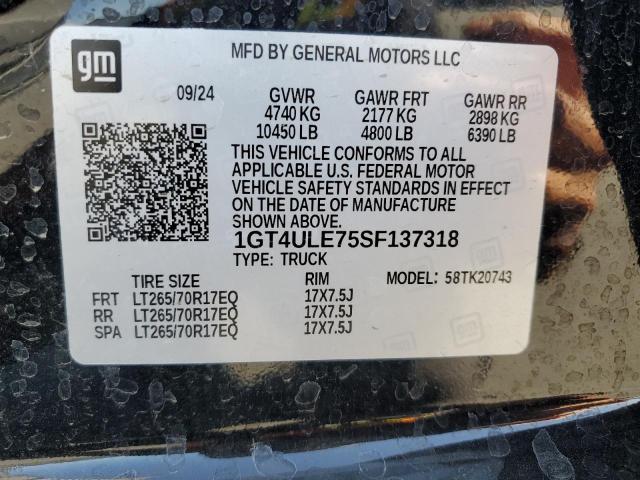 gm
MFD BY GENERAL MOTORS LLC
09/24 GVWR GAWR FRT GAWR RR
4740 KG 2177 KG 2898 KG
10450 LB 4800 LB 6390 LB
THIS VEHICLE CONFORMS TO ALL
APPLICABLE U.S. FEDERAL MOTOR
VEHICLE SAFETY STANDARDS IN EFFECT
ON THE DATE OF MANUFACTURE
SHOWN ABOVE.
1GT4ULE75SF137318
TYPE: TRUCK MODEL: 58TK20743
TIRE SIZE RIM
FRT LT265/70R17EQ 17X7.5J
RR LT265/70R17EQ 17X7.5J
SPA LT265/70R17EQ 17X7.5J